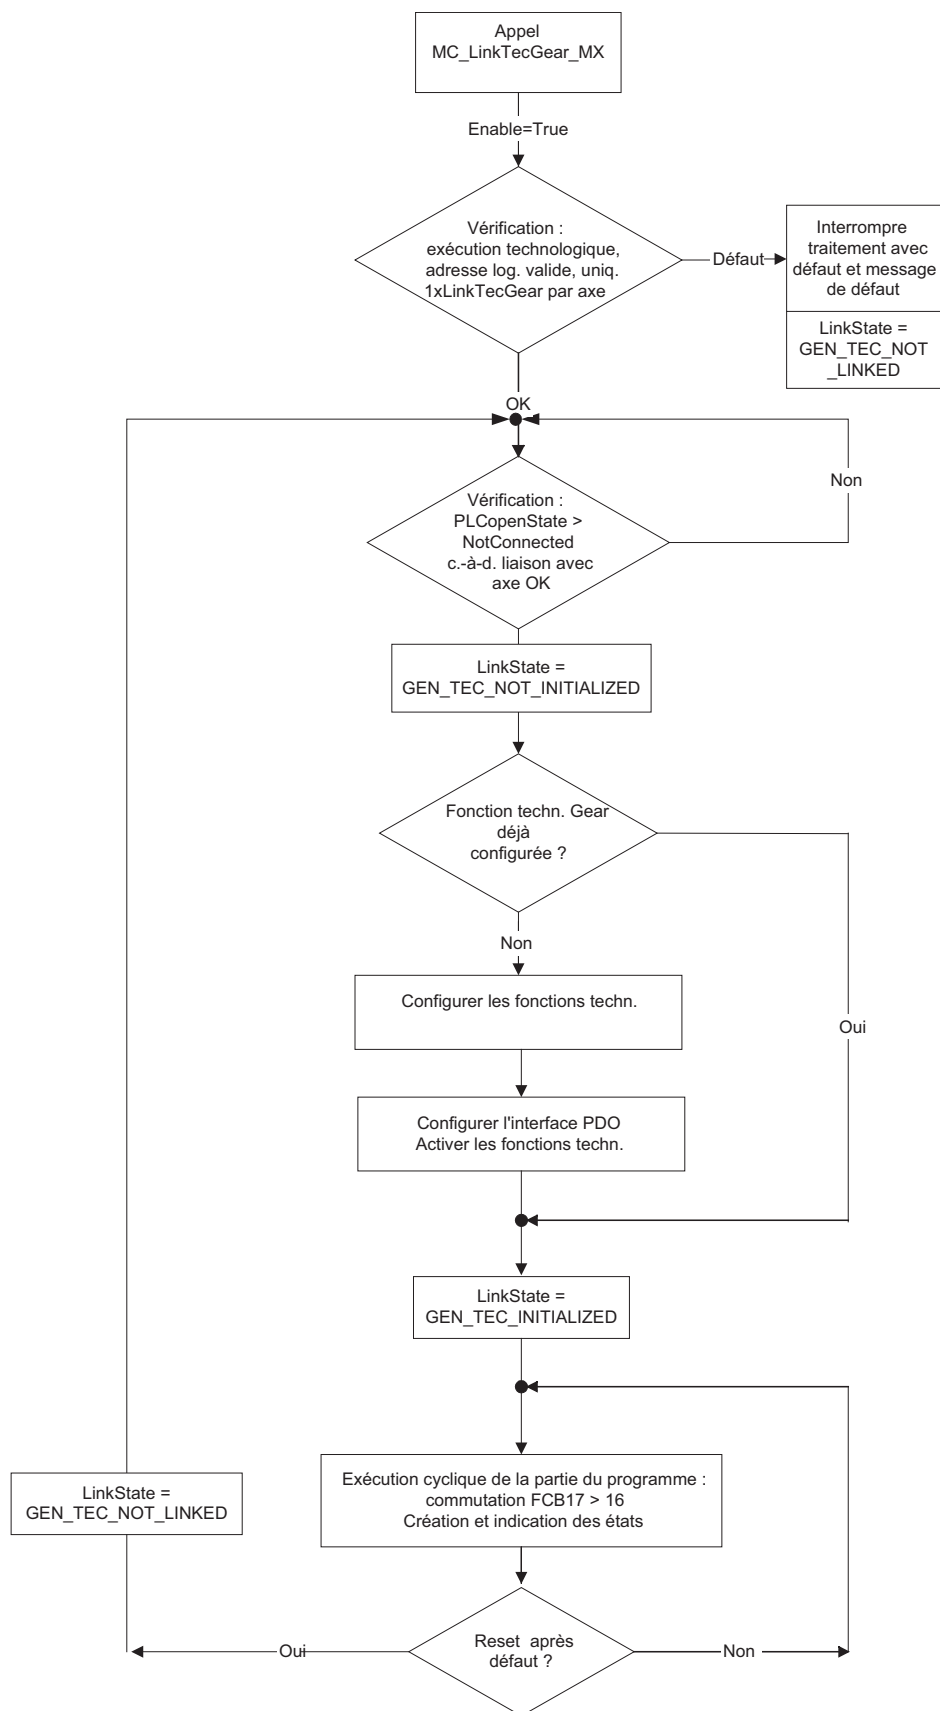 Appel
MC_LinkTecGear_MX
Enable=True
Vérification :
exécution technologique,
adresse log. valide, uniq.
1xLinkTecGear par axe
Défaut
Interrompre
traitement avec
défaut et message
de défaut
LinkState =
GEN_TEC_NOT
_LINKED
OK
Vérification :
PLCopenState >
NotConnected
c.-à-d. liaison avec
axe OK
Non
LinkState =
GEN_TEC_NOT_INITIALIZED
Fonction techn. Gear
déjà
configurée ?
Non
Oui
Configurer les fonctions techn.
Configurer l'interface PDO
Activer les fonctions techn.
LinkState =
GEN_TEC_INITIALIZED
Exécution cyclique de la partie du programme :
commutation FCB17 > 16
Création et indication des états
LinkState =
GEN_TEC_NOT_LINKED
Reset après
défaut ?
Oui
Non